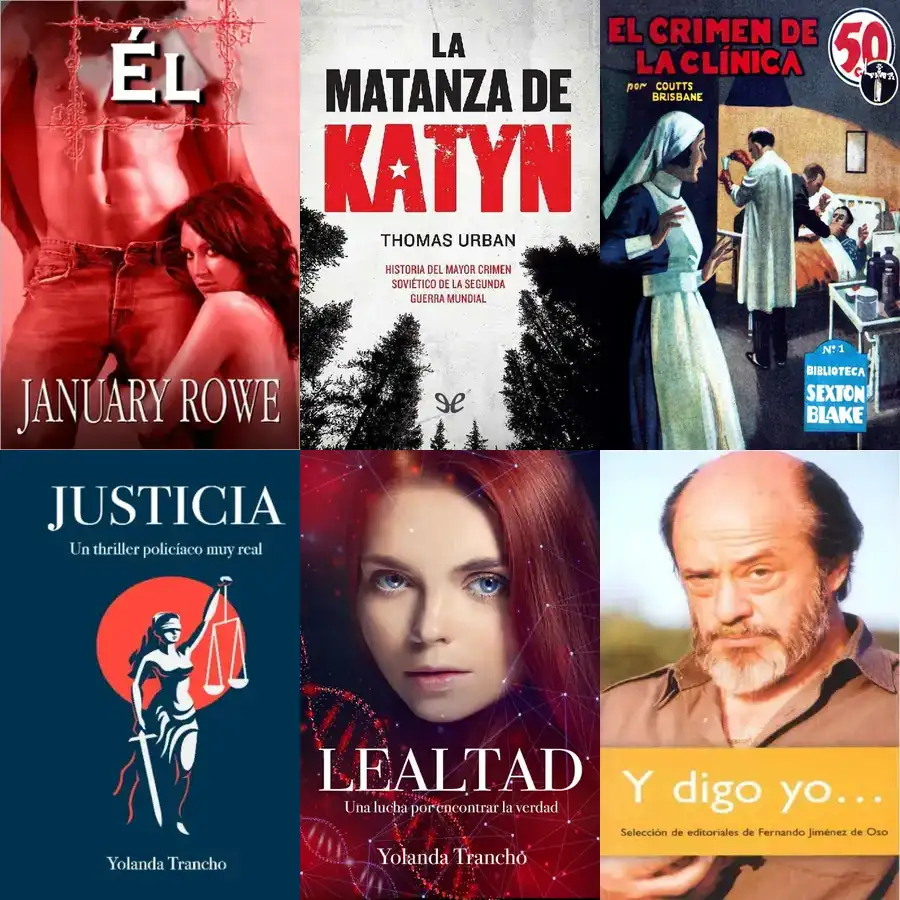 ÉL
JANUARY ROWE
LA
MATANZA DE
KATYN
THOMAS URBAN
HISTORIA DEL MAYOR CRIMEN
SOVIÉTICO DE LA SEGUNDA
GUERRA MUNDIAL
EL CRIMEN DE
LA CLÍNICA
por COUTTS
BRISBANE
50
Nº 1
BIBLIOTECA
SEXTON
BLAKE
JUSTICIA
Un thriller policíaco muy real
Yolanda Trancho
LEALTAD
Una lucha por encontrar la verdad
Yolanda Trancho
Y digo yo...
Selección de editoriales de Fernando Jiménez de Oso